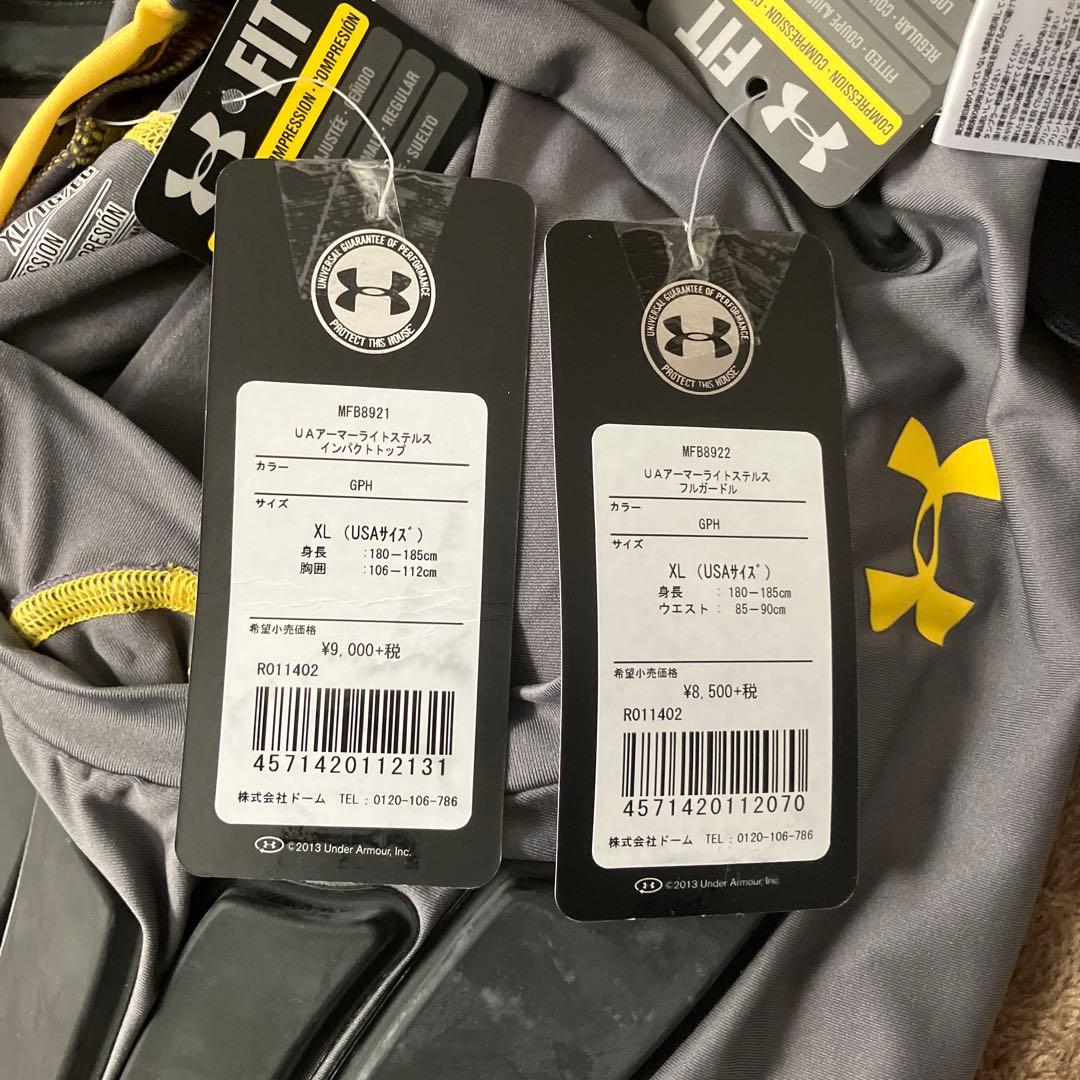 FIT
COMPRESSION · COMPRESIÓN
REGULAR
SUELTO
FIT
COMPRESSION · COMPRESIÓN
FITTED · COUPE AJUS
REGULAR · COU
XL/TG/EG
UNIVERSAL GUARANTEE OF PERFORMANCE
PROTECT THIS HOUSE
MFB8921
UAアーマーライトステルス
インパクトトップ
カラー
GPH
サイズ
XL (USAサイズ)
身長 :180-185cm
胸囲 :106-112cm
希望小売価格
¥9,000+税
R011402
4571420112131
株式会社ドーム TEL : 0120-106-786
©2013 Under Armour, Inc.
UNIVERSAL GUARANTEE OF PERFORMANCE
PROTECT THIS HOUSE
MFB8922
UAアーマーライトステルス
フルガードル
カラー
GPH
サイズ
XL (USAサイズ)
身長 : 180-185cm
ウエスト : 85-90cm
希望小売価格
¥8,500+税
R011402
4571420112070
株式会社ドーム TEL : 0120-106-786
©2013 Under Armour, Inc.